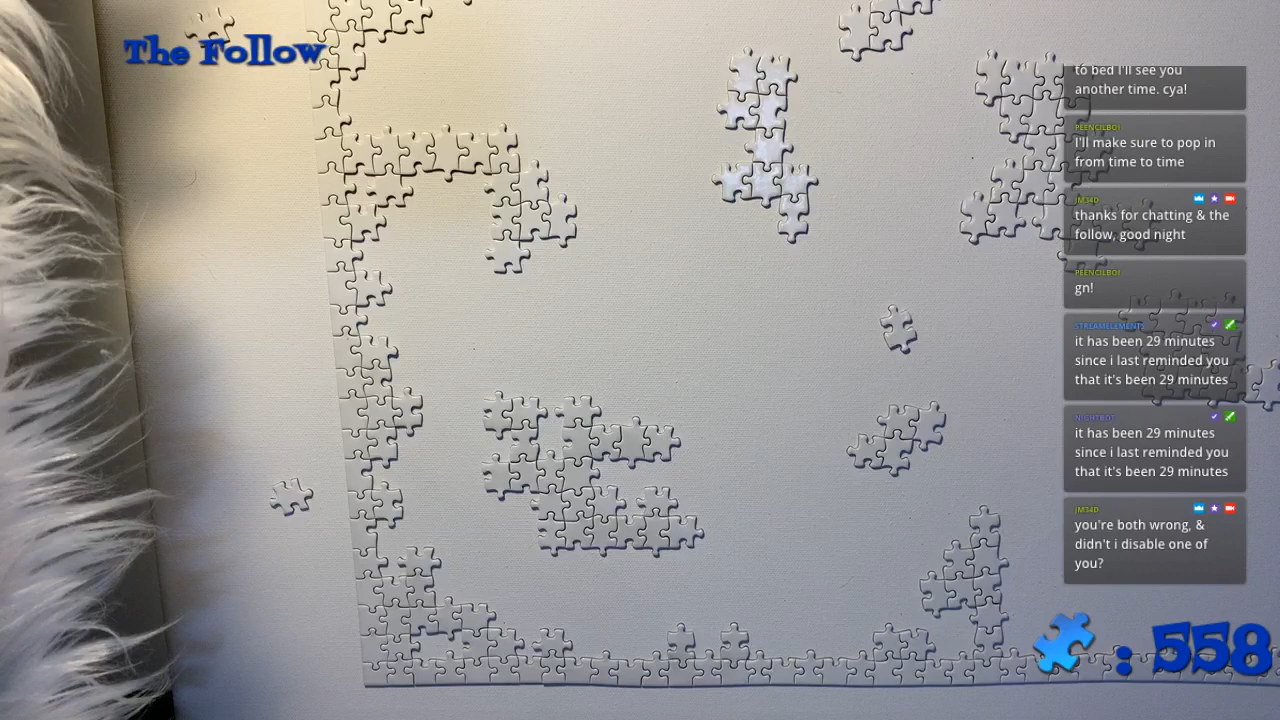 The Follow
to bed I'll see you
another time. cya!
PEENCILBOI
I'll make sure to pop in
from time to time
JM34D
thanks for chatting & the
follow, good night
PEENCILBOI
gn!
STREAMELEMENTS
it has been 29 minutes
since i last reminded you
that it's been 29 minutes
NIGHTBOT
it has been 29 minutes
since i last reminded you
that it's been 29 minutes
JM34D
you're both wrong, &
didn't i disable one of
you?
: 558